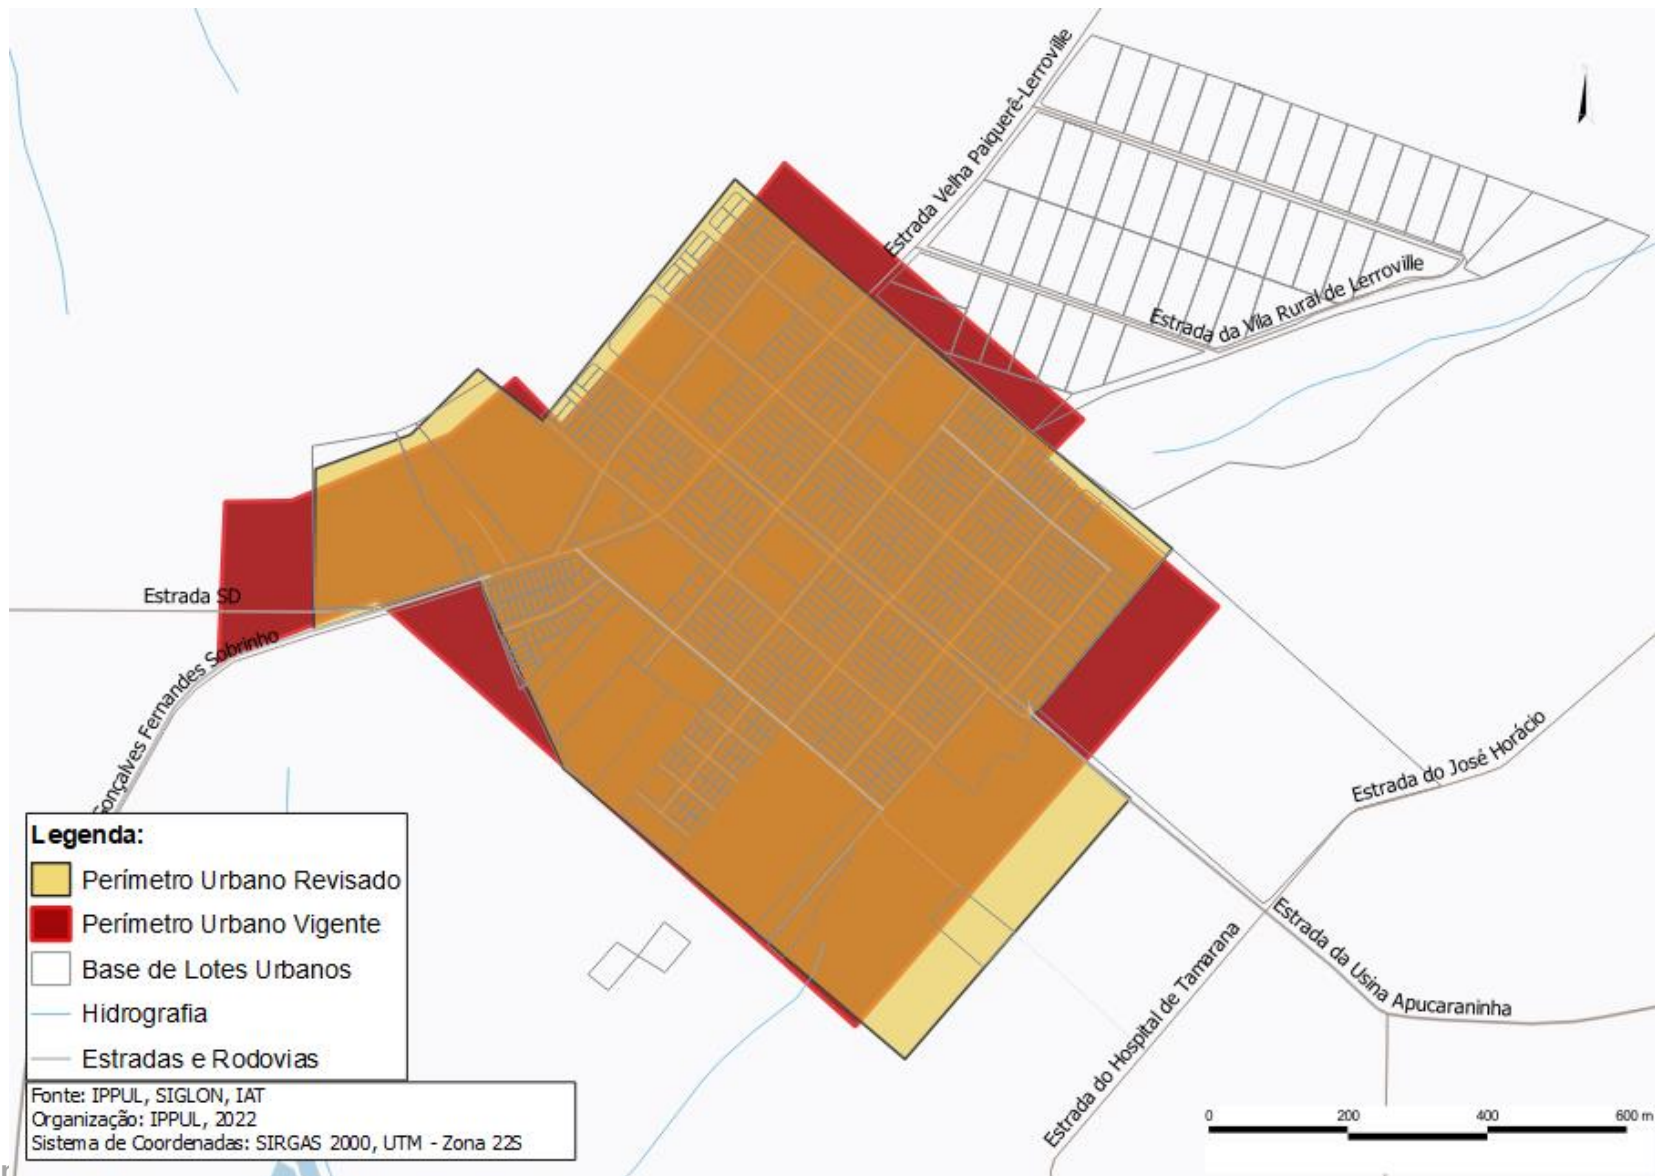 Estrada Velha Paiquerê-Lerroville
Estrada da Vila Rural de Lerroville
Estrada SD
Gonçalves Fernandes Sobrinho
Estrada do José Horácio
Estrada da Usina Apucaraninha
Estrada do Hospital de Tamarana
Legenda:
Perímetro Urbano Revisado
Perímetro Urbano Vigente
Base de Lotes Urbanos
Hidrografia
Estradas e Rodovias
Fonte: IPPUL, SIGLON, IAT
Organização: IPPUL, 2022
Sistema de Coordenadas: SIRGAS 2000, UTM - Zona 22S
0 200 400 600 m